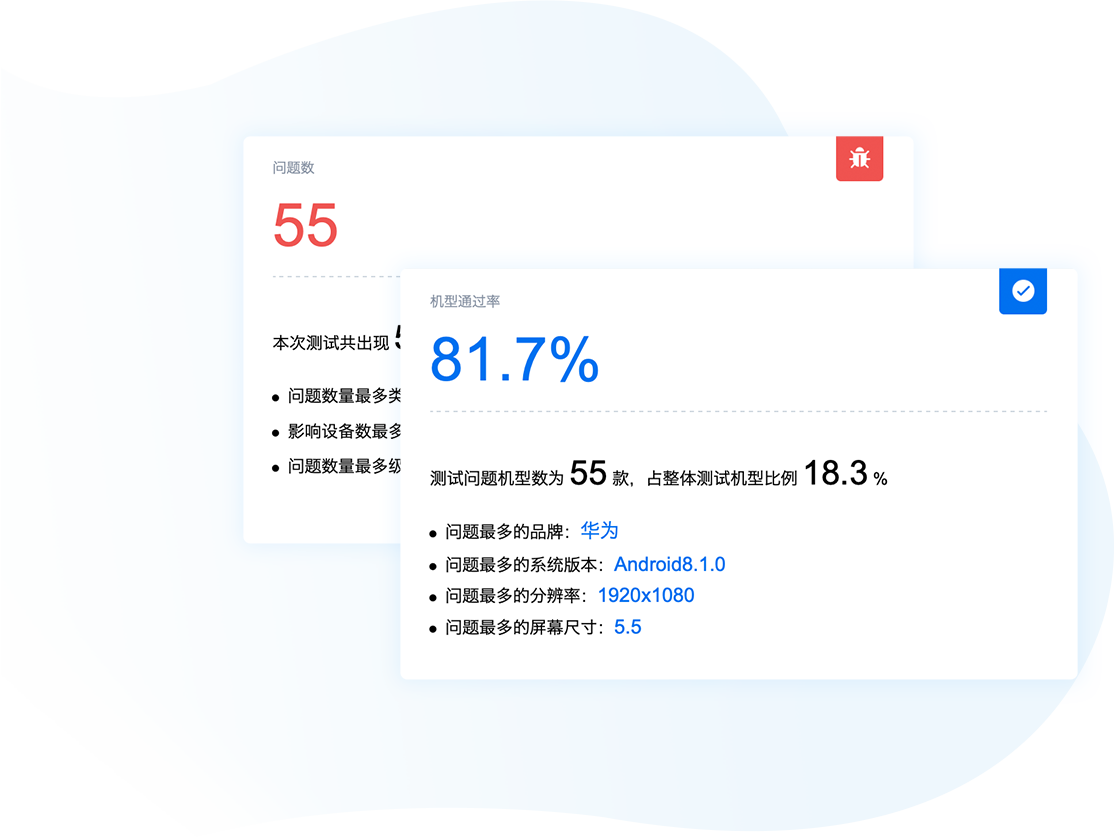 问题数
55
本次测试共出现
问题数量最多类
影响设备数最多
问题数量最多级
机型通过率
81.7%
测试问题机型数为 55 款，占整体测试机型比例 18.3 %
问题最多的品牌：华为
问题最多的系统版本：Android8.1.0
问题最多的分辨率：1920x1080
问题最多的屏幕尺寸：5.5